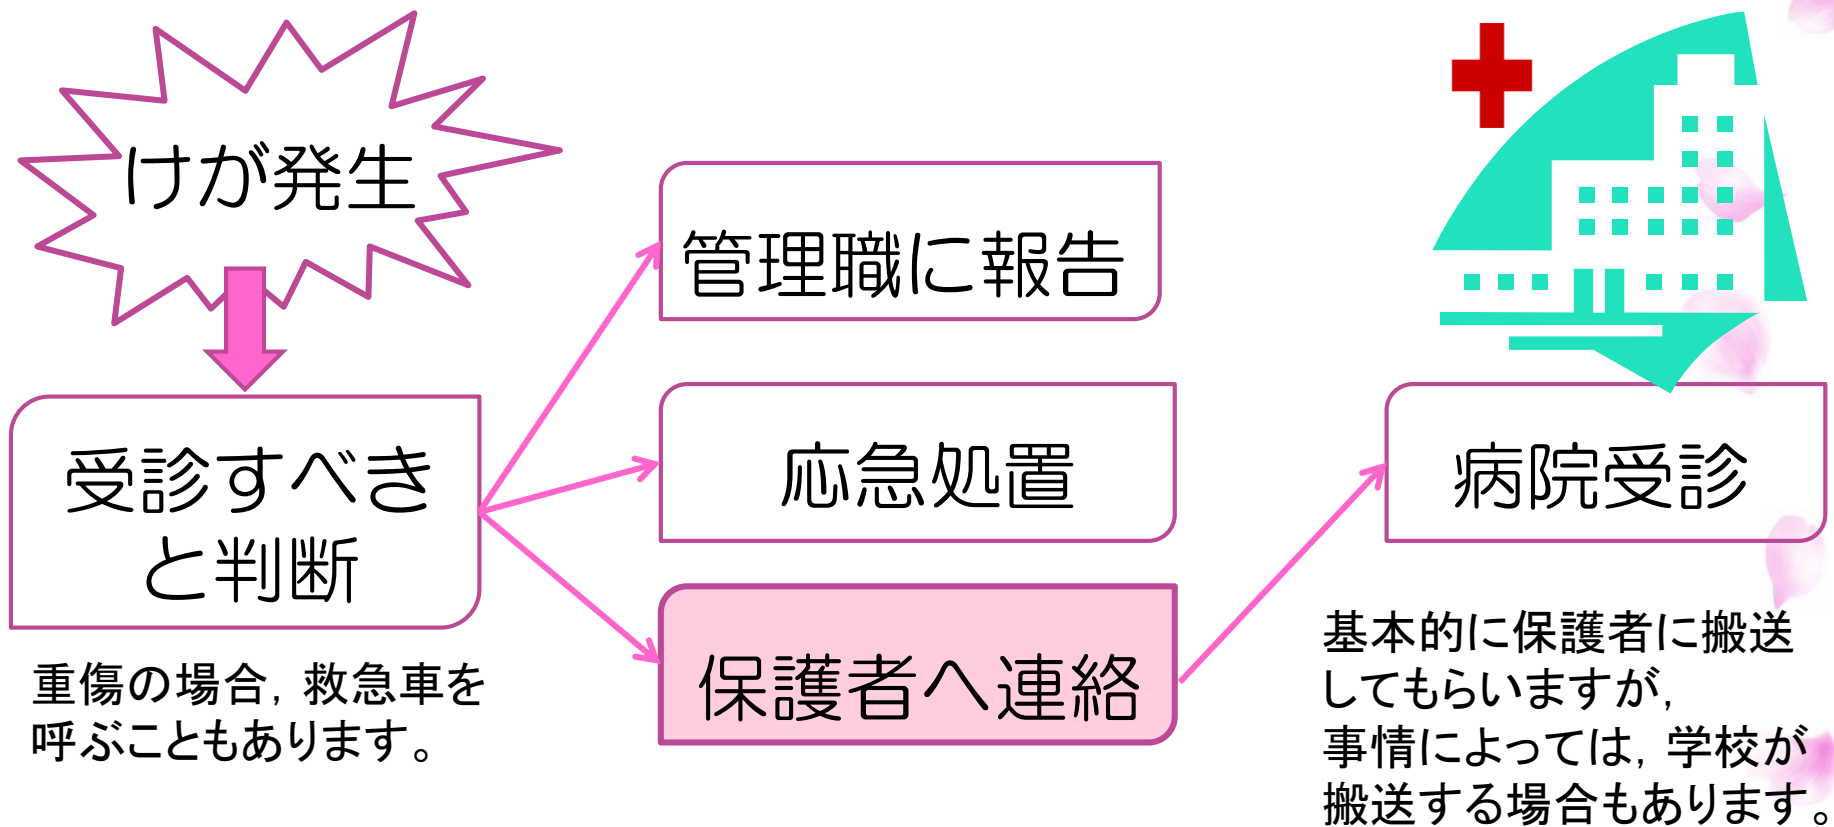 けが発生
受診すべき
と判断
重傷の場合，救急車を
呼ぶこともあります。
管理職に報告
応急処置
保護者へ連絡
病院受診
基本的に保護者に搬送
してもらいますが，
事情によっては，学校が
搬送する場合もあります。